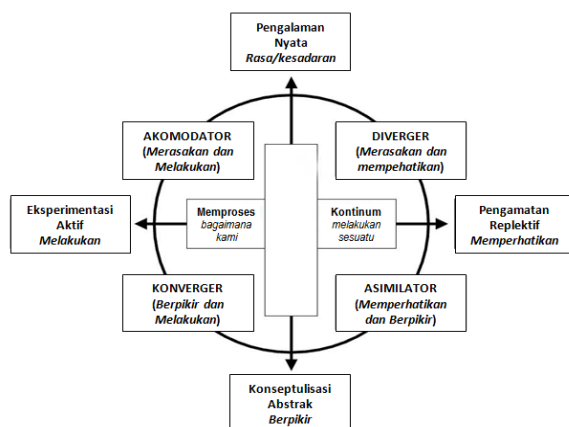 Pengalaman
Nyata
Rasa/kesadaran
AKOMODATOR
(Merasakan dan
Melakukan)
DIVERGER
(Merasakan dan
mempehatikan)
Eksperimentasi
Aktif
Melakukan
Memproses
bagaimana
kami
Kontinum
melakukan
sesuatu
Pengamatan
Replektif
Memperhatikan
KONVERGER
(Berpikir dan
Melakukan)
ASIMILATOR
(Memperhatikan
dan Berpikir)
Konseptulisasi
Abstrak
Berpikir